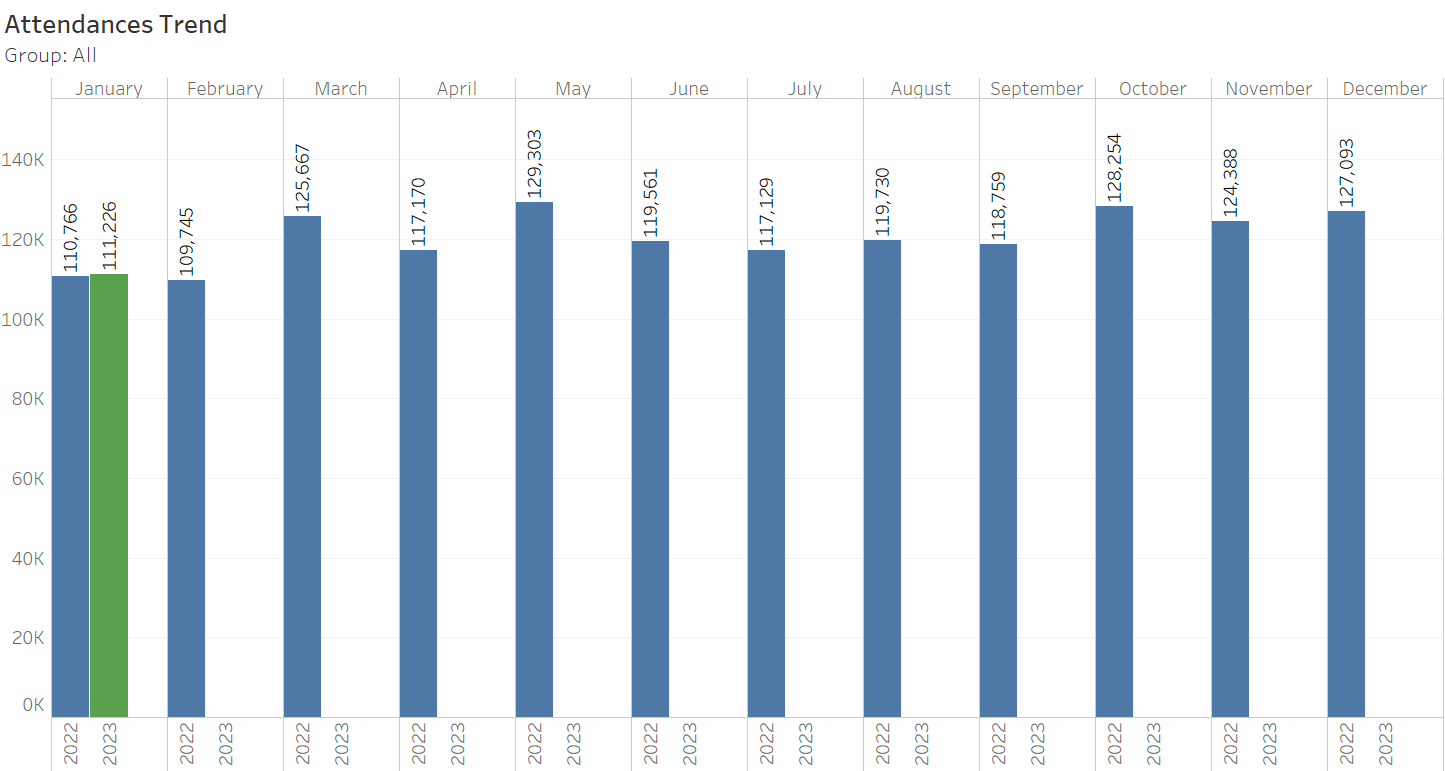 Attendances Trend
Group: All
January February March April May June July August September October November December
140K
120K
100K
80K
60K
40K
20K
0K
110,766 111,226 109,745 125,667 117,170 129,303 119,561 117,129 119,730 118,759 128,254 124,388 127,093
2022 2023 2022 2023 2022 2023 2022 2023 2022 2023 2022 2023 2022 2023 2022 2023 2022 2023 2022 2023 2022 2023 2022 2023